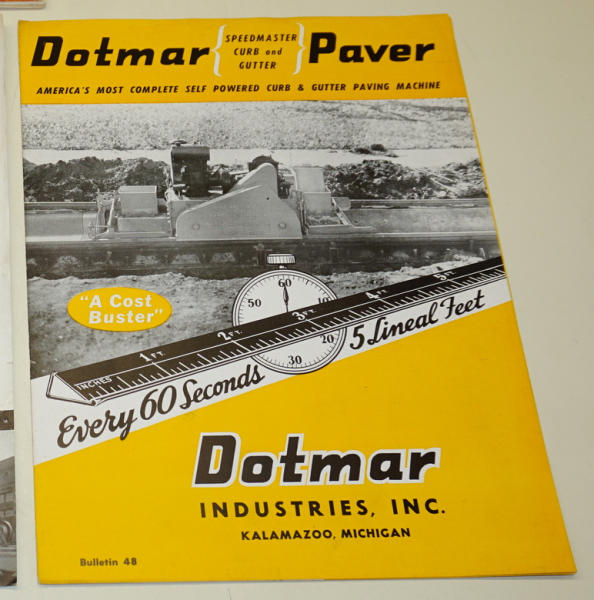 Dotmar { SPEEDMASTER CURB and GUTTER } Paver
AMERICA'S MOST COMPLETE SELF POWERED CURB & GUTTER PAVING MACHINE
"A Cost
Buster"
60
50 10
20
30
INCHES 1 FT. 2 FT. 3 FT. 4 FT. 5 FT.
Every 60 Seconds 5 Lineal Feet
Dotmar
INDUSTRIES, INC.
KALAMAZOO, MICHIGAN
Bulletin 48